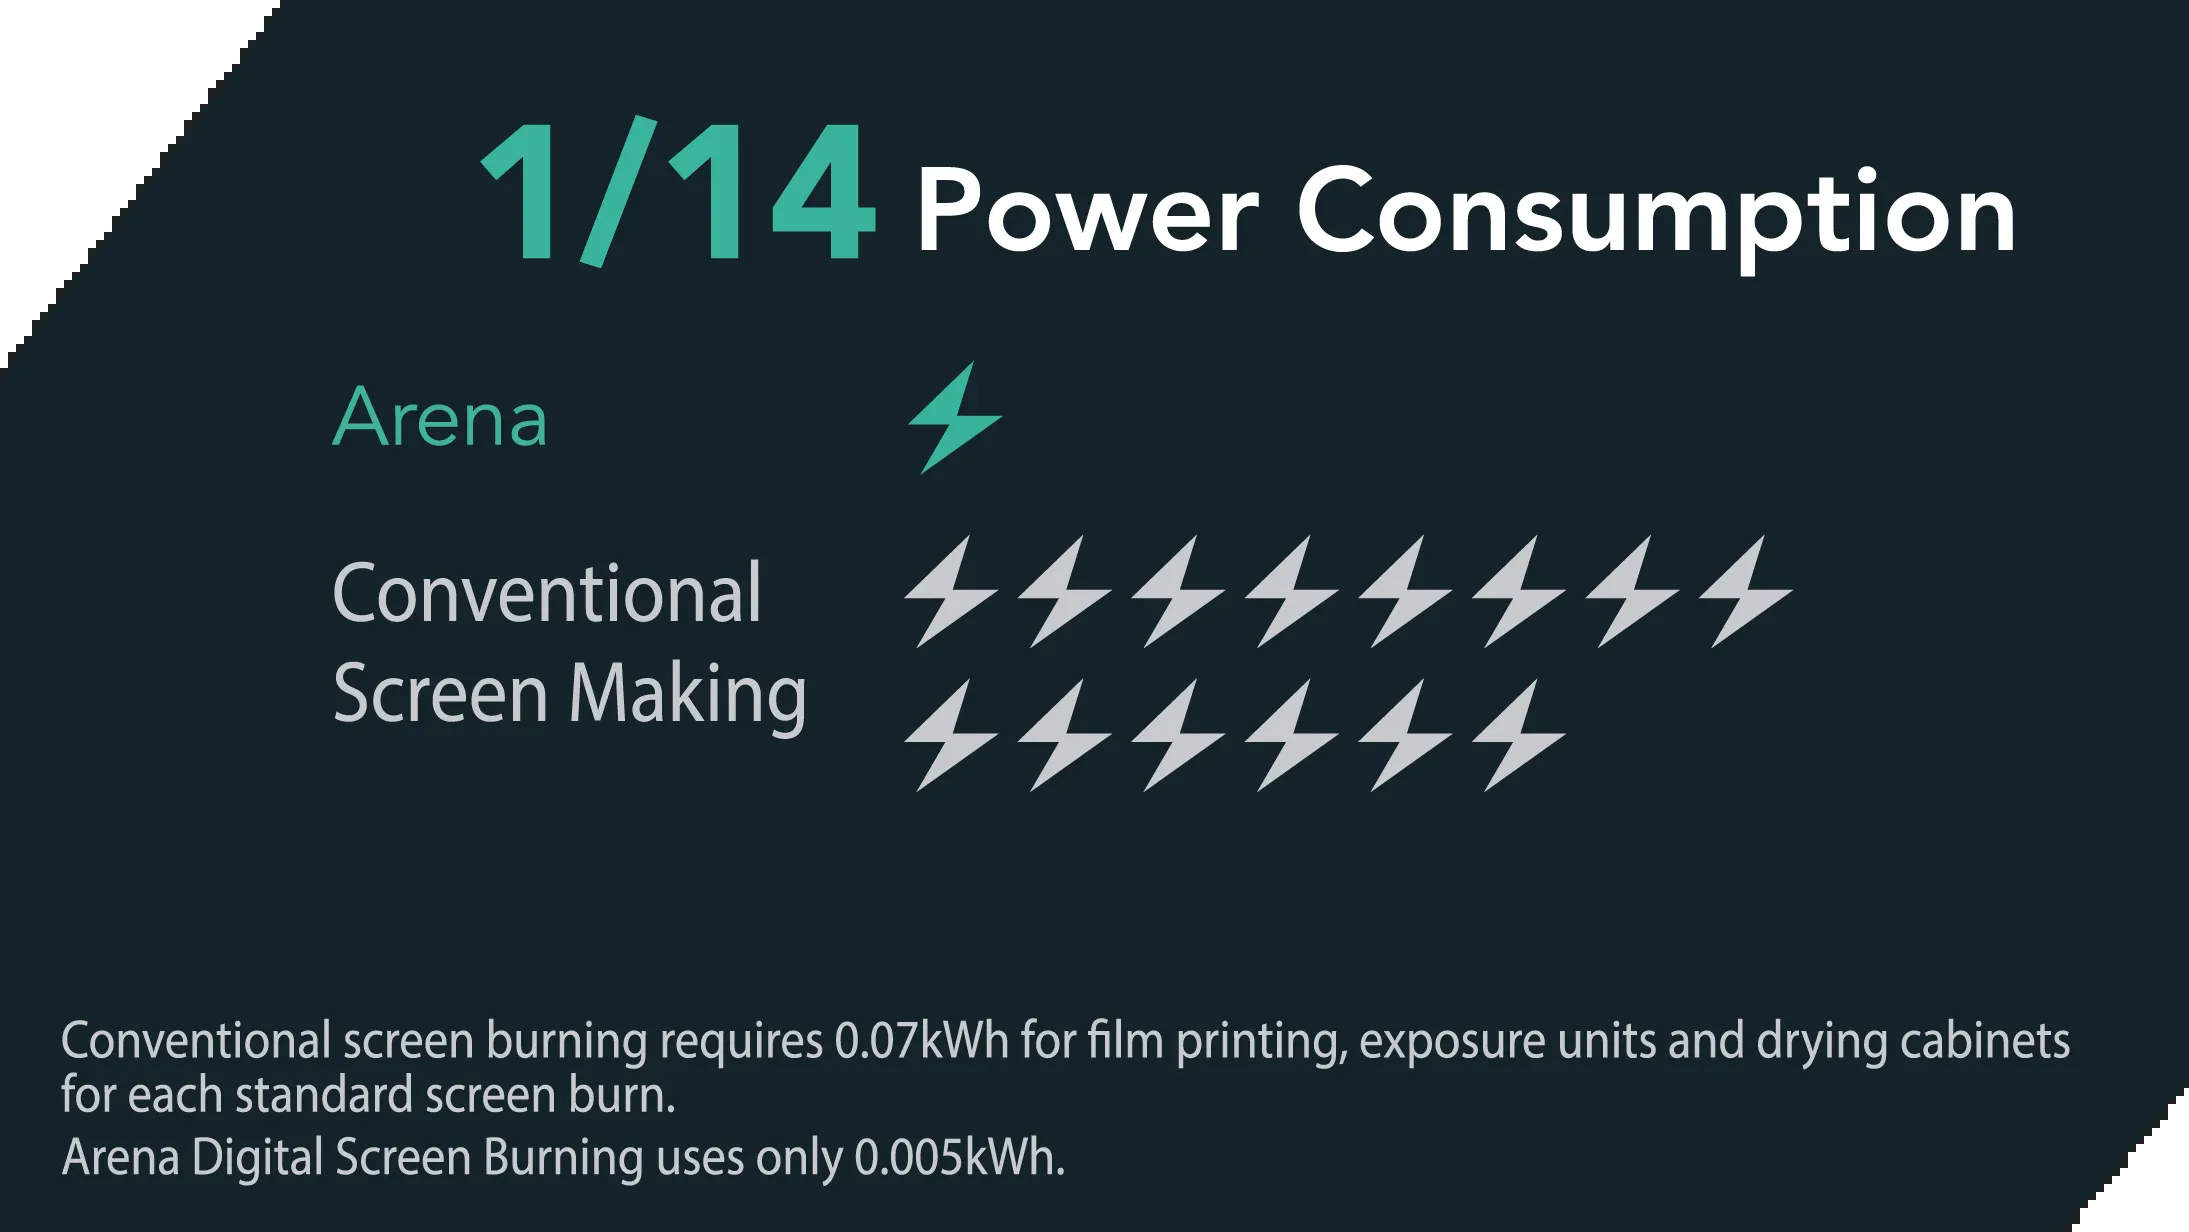 1/14 Power Consumption
Arena
Conventional
Screen Making
Conventional screen burning requires 0.07kWh for film printing, exposure units and drying cabinets
for each standard screen burn.
Arena Digital Screen Burning uses only 0.005kWh.